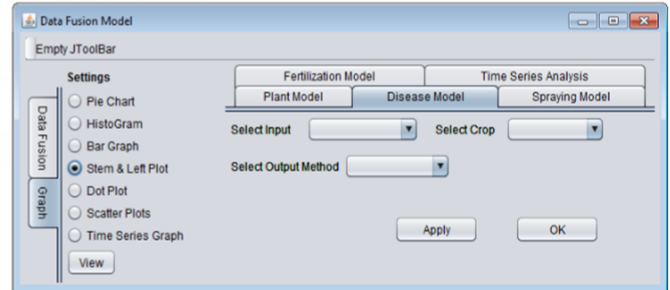 Data Fusion Model
Empty JToolBar
Data Fusion
Graph
Settings
Pie Chart
HistoGram
Bar Graph
Stem & Left Plot
Dot Plot
Scatter Plots
Time Series Graph
View
Fertilization Model Time Series Analysis
Plant Model Disease Model Spraying Model
Select Input Select Crop
Select Output Method
Apply OK